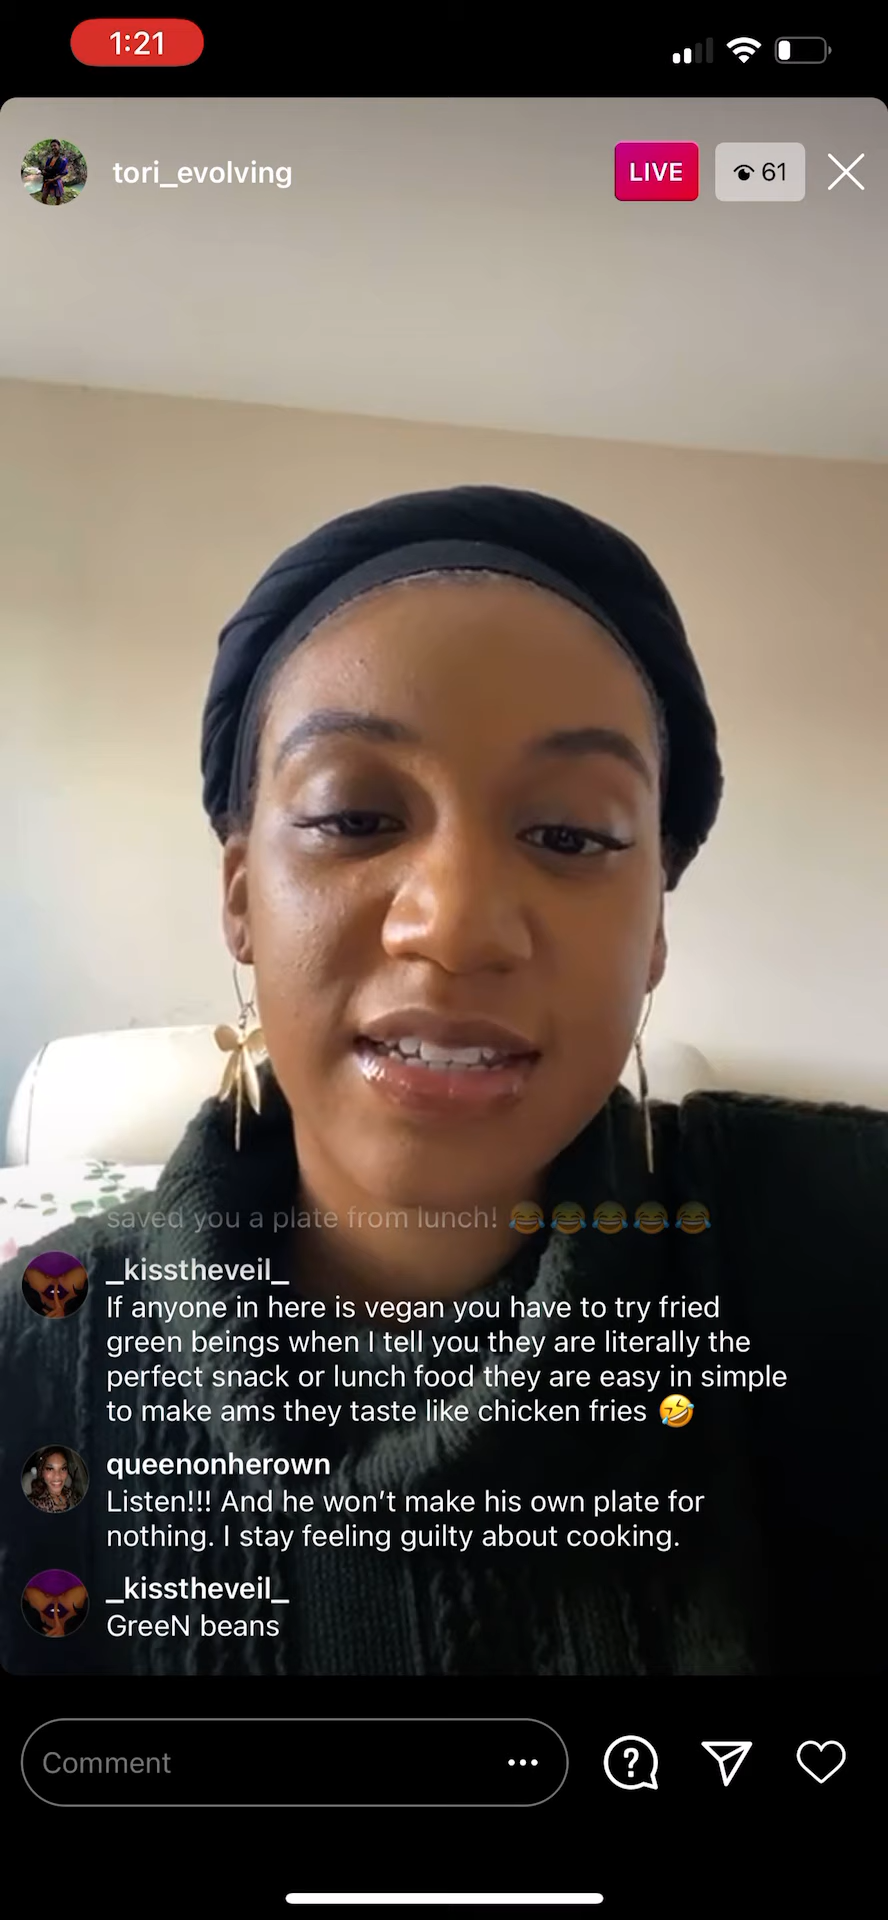 1:21
tori_evolving
LIVE
61
saved you a plate from lunch! 😂😂😂😂😂
_kisstheveil_
If anyone in here is vegan you have to try fried
green beings when I tell you they are literally the
perfect snack or lunch food they are easy in simple
to make ams they taste like chicken fries 🤣
queenonherown
Listen!!! And he won’t make his own plate for
nothing. I stay feeling guilty about cooking.
_kisstheveil_
GreeN beans
Comment